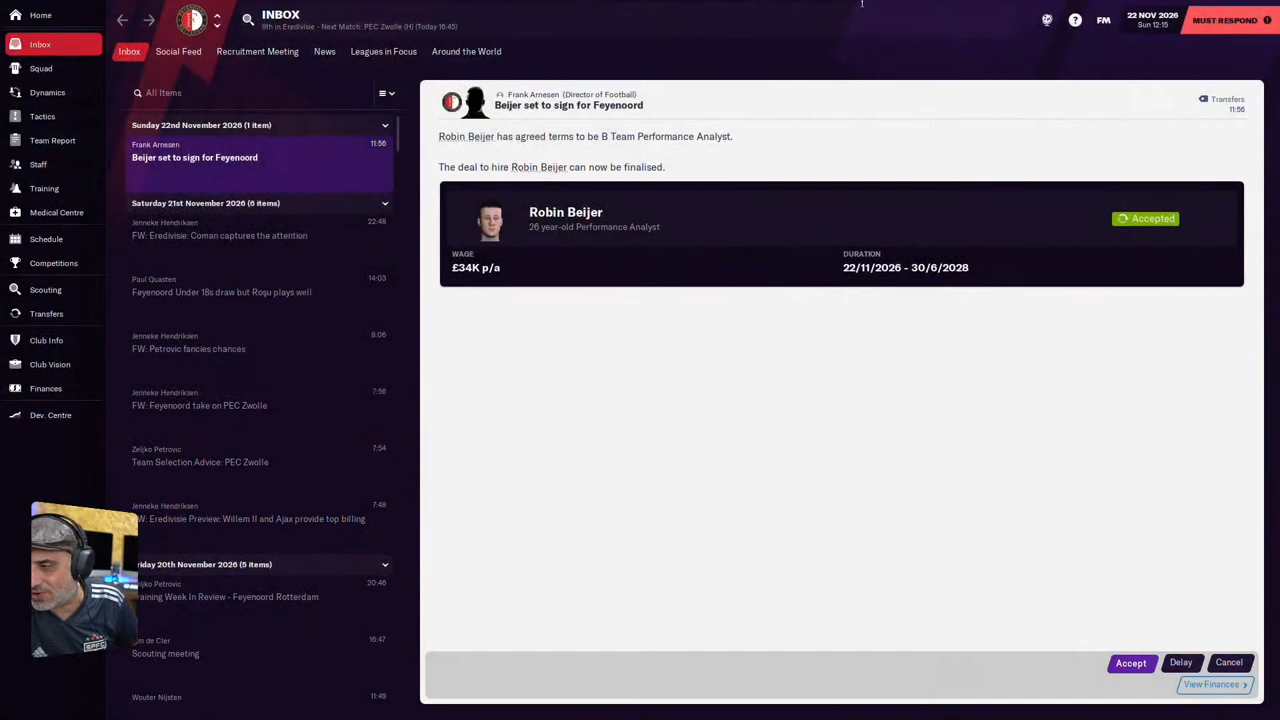 Home
Inbox
Squad
Dynamics
Tactics
Team Report
Staff
Training
Medical Centre
Schedule
Competitions
Scouting
Transfers
Club Info
Club Vision
Finances
Dev. Centre
INBOX
9th in Eredivisie - Next Match: PEC Zwolle (H) (Today 16:45)
?
FM
22 NOV 2026
Sun 12:15
MUST RESPOND
Inbox
Social Feed
Recruitment Meeting
News
Leagues in Focus
Around the World
All Items
Sunday 22nd November 2026 (1 item)
Frank Arnesen 11:56
Beijer set to sign for Feyenoord
Saturday 21st November 2026 (6 items)
Jenneke Hendriksen 22:48
FW: Eredivisie: Coman captures the attention
Paul Quasten 14:03
Feyenoord Under 18s draw but Roşu plays well
Jenneke Hendriksen 8:06
FW: Petrovic fancies chances
Jenneke Hendriksen 7:56
FW: Feyenoord take on PEC Zwolle
Zeljko Petrovic 7:54
Team Selection Advice: PEC Zwolle
Jenneke Hendriksen 7:48
W: Eredivisie Preview: Willem II and Ajax provide top billing
riday 20th November 2026 (5 items)
ljko Petrovic 20:46
raining Week In Review - Feyenoord Rotterdam
m de Cler 16:47
Scouting meeting
Wouter Nijsten 11:49
Frank Arnesen (Director of Football)
Beijer set to sign for Feyenoord
Transfers
11:56
Robin Beijer has agreed terms to be B Team Performance Analyst.
The deal to hire Robin Beijer can now be finalised.
Robin Beijer
26 year-old Performance Analyst
Accepted
WAGE
£34K p/a
DURATION
22/11/2026 - 30/6/2028
Accept
Delay
Cancel
View Finances
SPFC